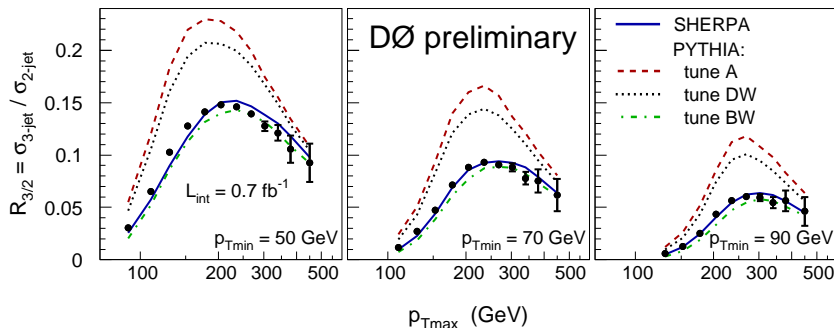 R3/2 = σ3-jet / σ2-jet
0.2
0.15
0.1
0.05
0
Lint = 0.7 fb-1
pTmin = 50 GeV
100
200
300
500
DØ preliminary
pTmin = 70 GeV
100
200
300
500
SHERPA
PYTHIA:
tune A
tune DW
tune BW
pTmin = 90 GeV
100
200
300
500
pTmax (GeV)